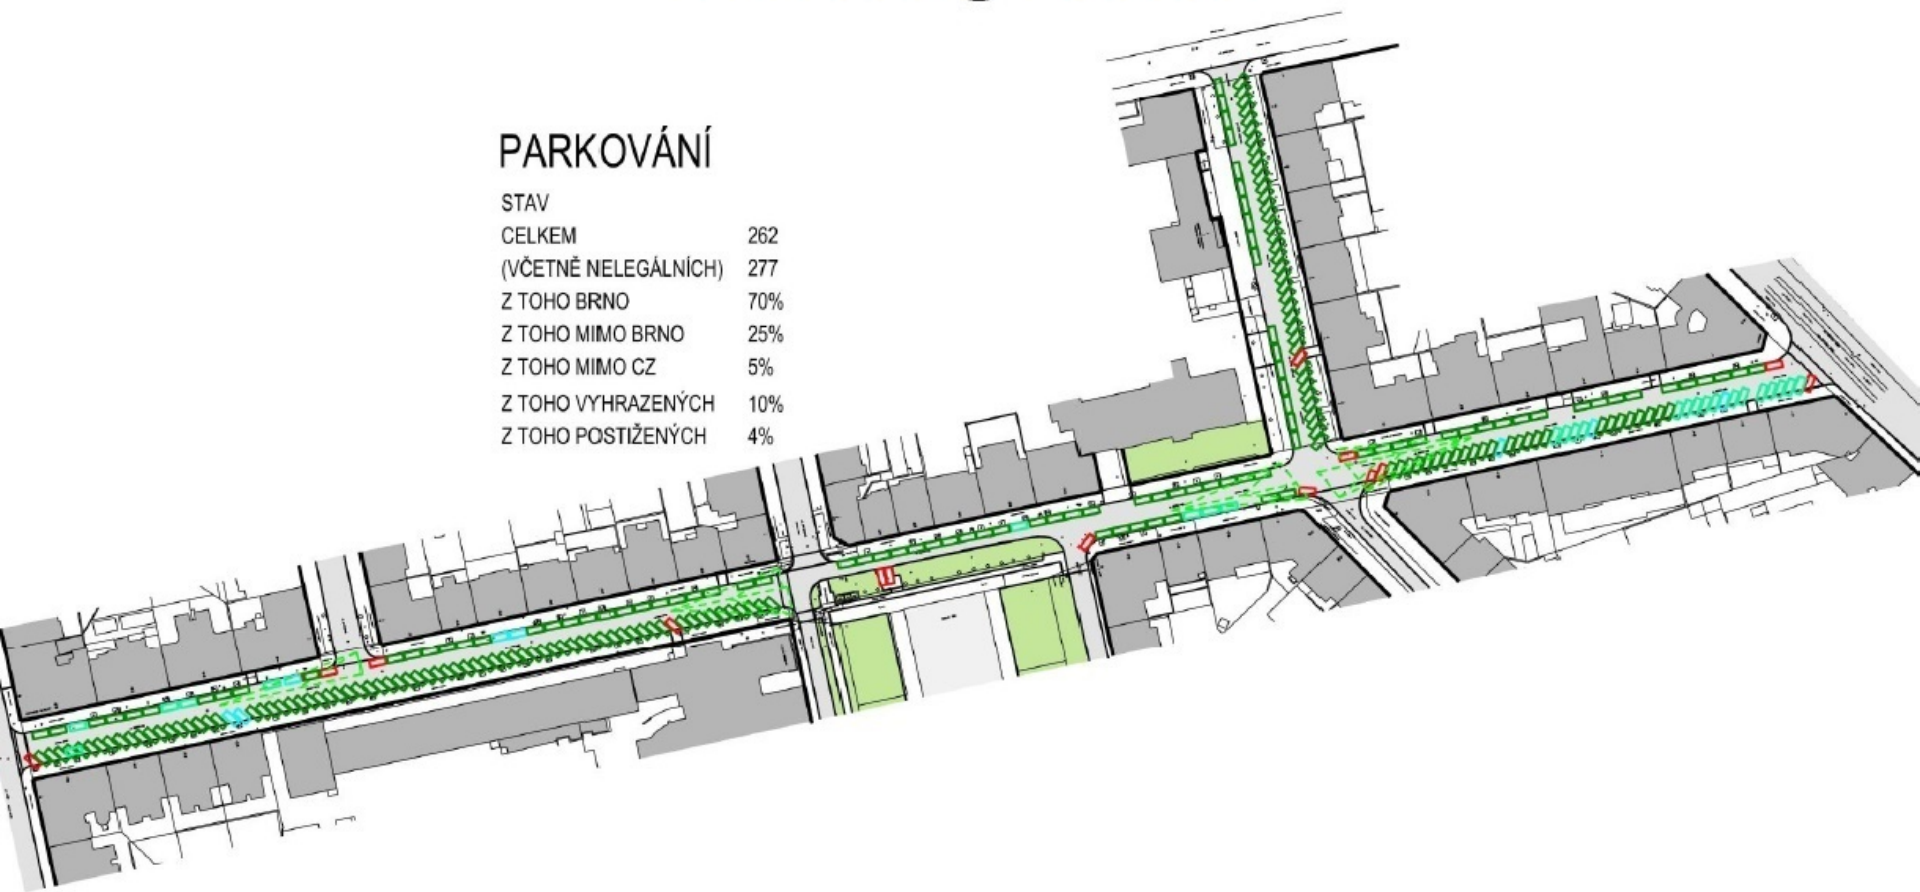 PARKOVÁNÍ
STAV
CELKEM 262
(VČETNĚ NELEGÁLNÍCH) 277
Z TOHO BRNO 70%
Z TOHO MIMO BRNO 25%
Z TOHO MIMO CZ 5%
Z TOHO VYHRAZENÝCH 10%
Z TOHO POSTIŽENÝCH 4%